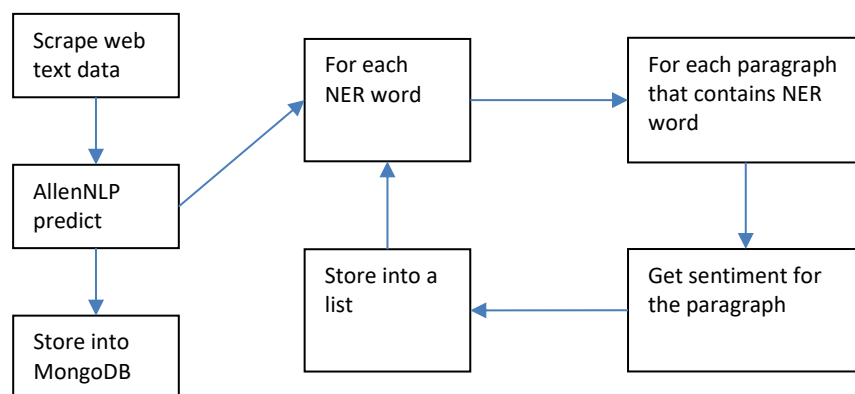 Scrape web
text data
For each
NER word
For each paragraph
that contains NER
word
AllenNLP
predict
Store into a
list
Get sentiment for
the paragraph
Store into
MongoDB